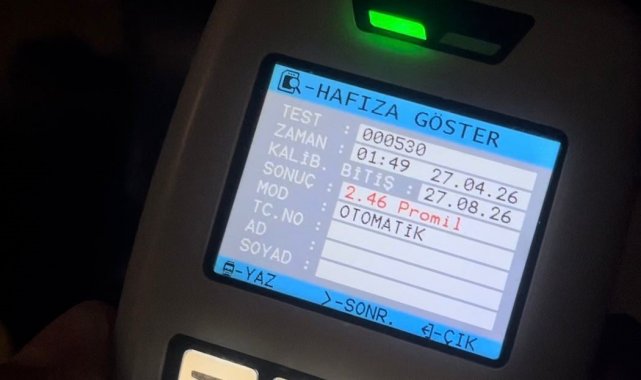 -HAFIZA GÖSTER
TEST : 000530
ZAMAN : 01:49 27.04.26
KALİB. BİTİŞ : 27.08.26
SONUÇ : 2.46 Promil
MOD : OTOMATİK
TC.NO :
AD :
SOYAD :
-YAZ >-SONR. -ÇIK